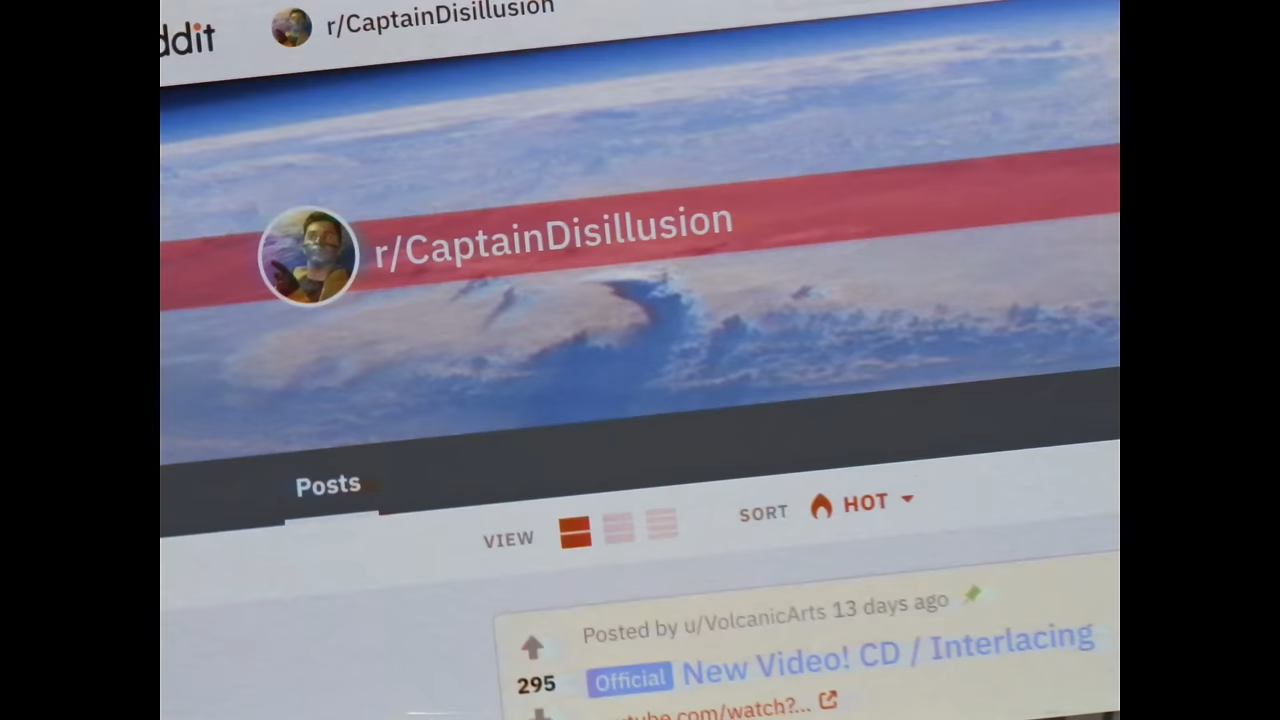 ddit r/CaptainDisillusion
r/CaptainDisillusion
Posts
VIEW SORT HOT
Posted by u/VolcanicArts 13 days ago
295 Official New Video! CD / Interlacing
tube.com/watch?...